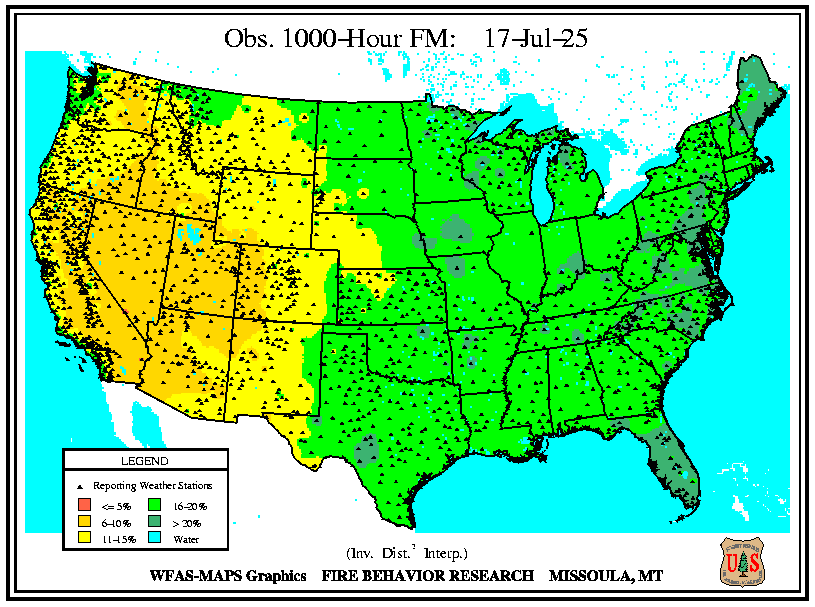 Obs. 1000-Hour FM: 17-Jul-25
LEGEND
Reporting Weather Stations
<= 5%
16-20%
6-10%
> 20%
11-15%
Water
(Inv. Dist.² Interp.)
WFAS-MAPS Graphics FIRE BEHAVIOR RESEARCH MISSOULA, MT
U S